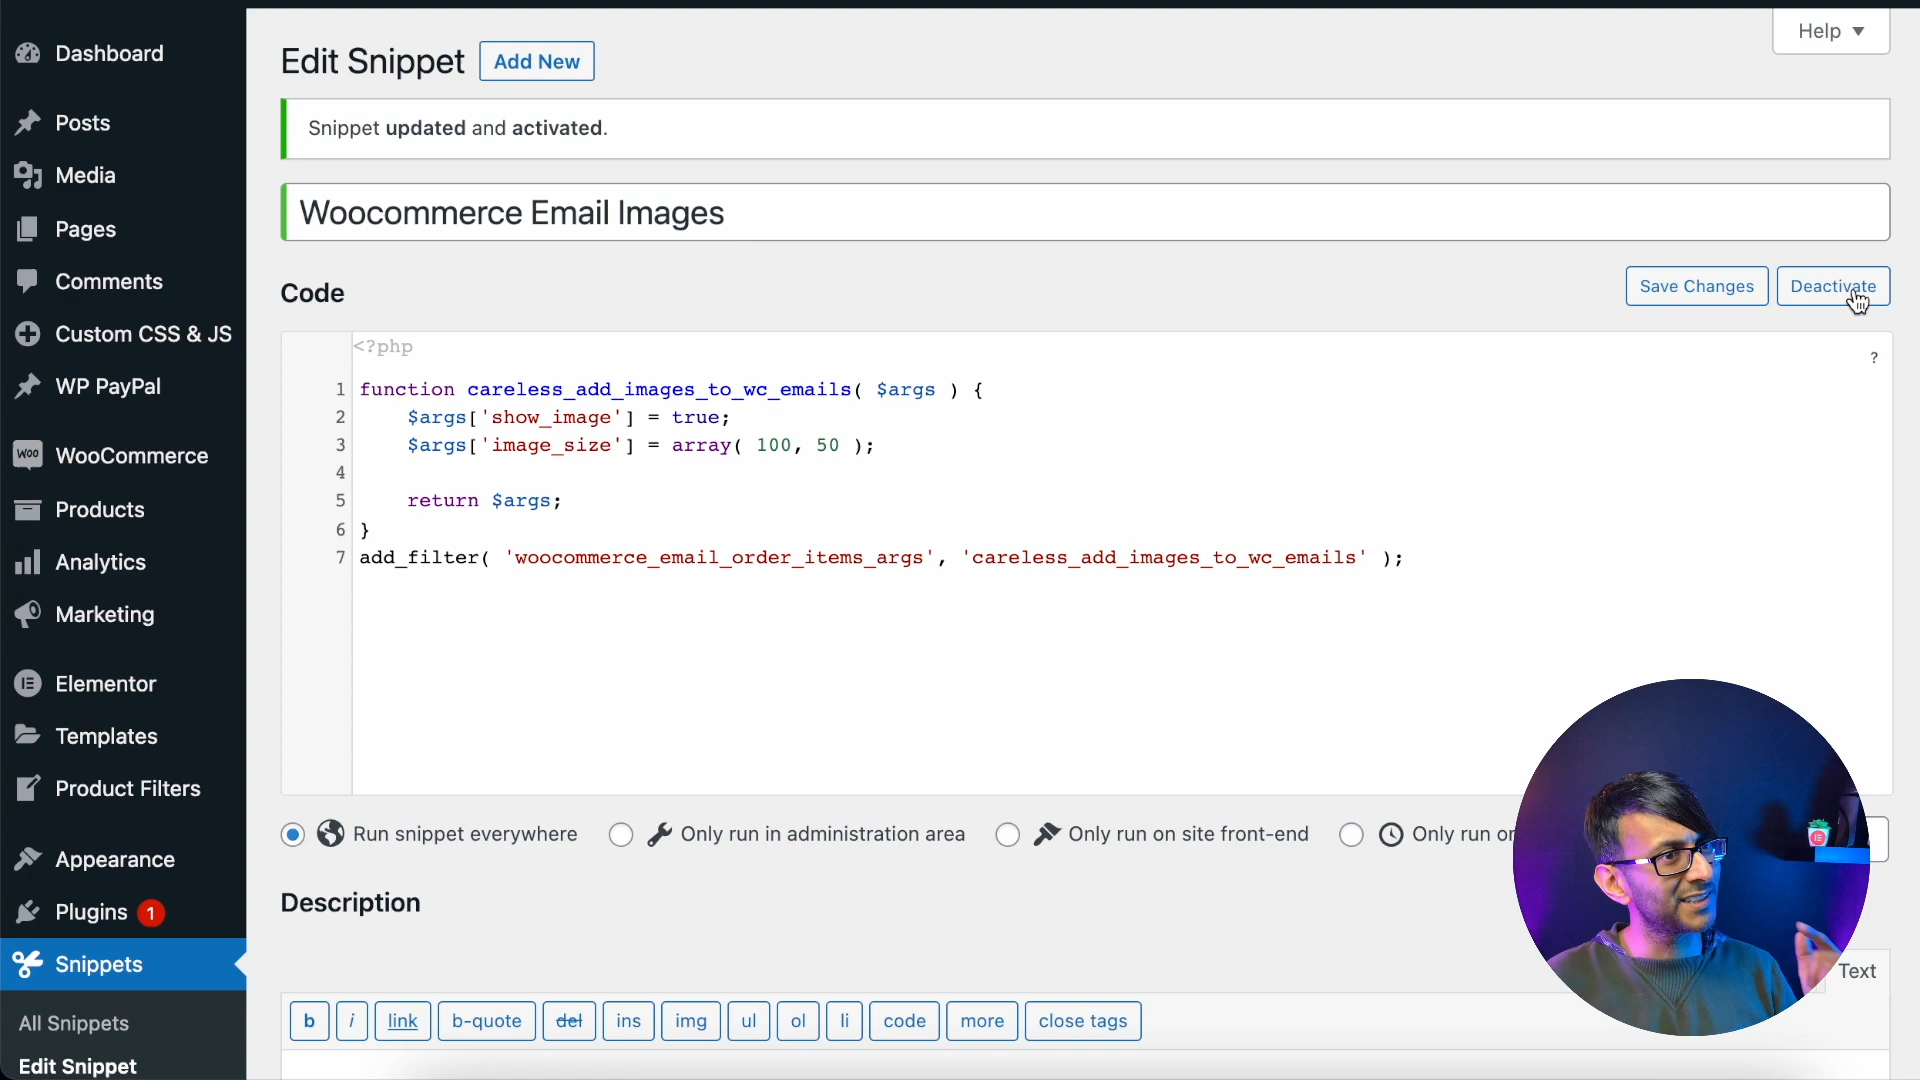 Dashboard
Posts
Media
Pages
Comments
Custom CSS & JS
WP PayPal
Woo WooCommerce
Products
Analytics
Marketing
Elementor
Templates
Product Filters
Appearance
Plugins 1
Snippets
All Snippets
Edit Snippet
Help
Edit Snippet Add New
Snippet updated and activated.
Woocommerce Email Images
Code
Save Changes Deactivate
<?php
?
1 function careless_add_images_to_wc_emails( $args ) {
2 $args['show_image'] = true;
3 $args['image_size'] = array( 100, 50 );
4
5 return $args;
6 }
7 add_filter( 'woocommerce_email_order_items_args', 'careless_add_images_to_wc_emails' );
Run snippet everywhere Only run in administration area Only run on site front-end Only run
Description
Text
b i link b-quote del ins img ul ol li code more close tags